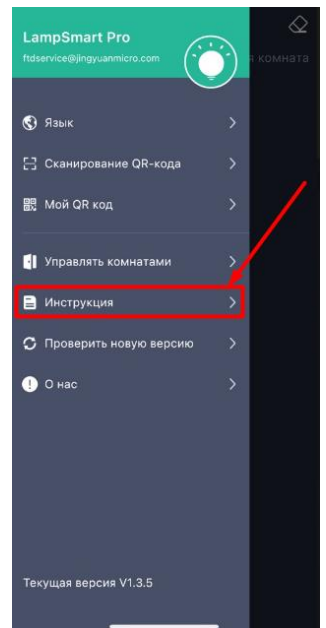 LampSmart Pro
ftdservice@jingyuanmicro.com
я комната
Язык
Сканирование QR-кода
Мой QR код
Управлять комнатами
Инструкция
Проверить новую версию
О нас
Текущая версия V1.3.5